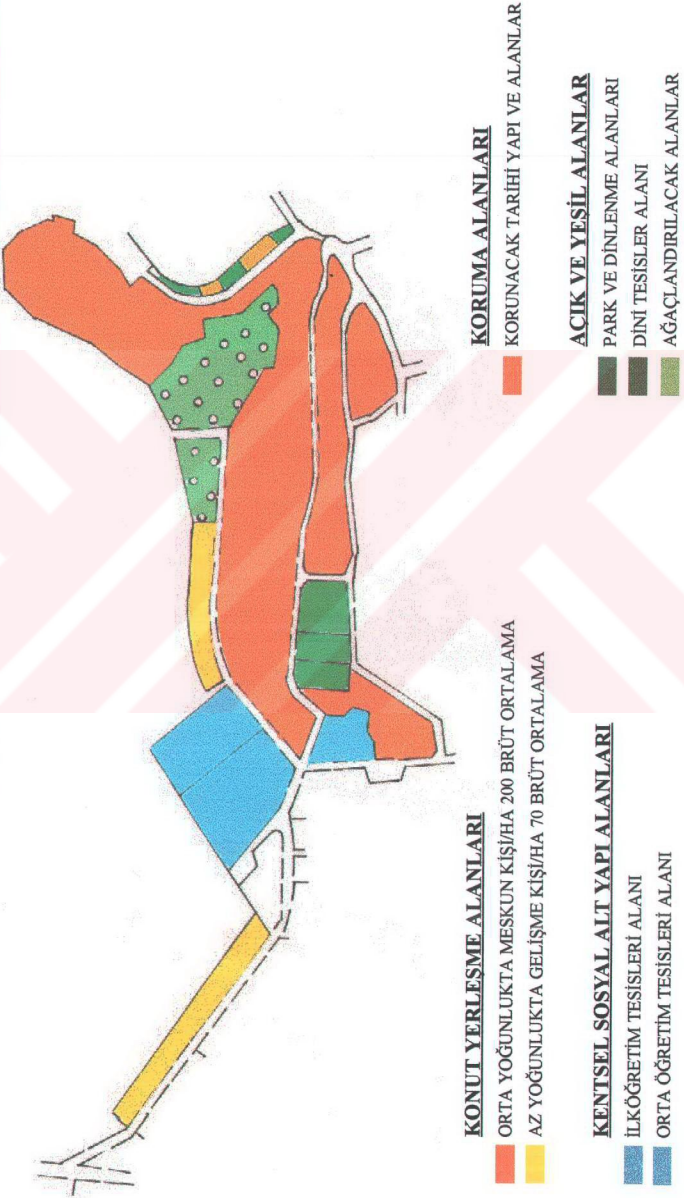 KONUT YERLEŞME ALANLARI
ORTA YOĞUNLUKTA MESKUN KİŞİ/HA 200 BRÜT ORTALAMA
AZ YOĞUNLUKTA GELİŞME KİŞİ/HA 70 BRÜT ORTALAMA
KENTSEL SOSYAL ALT YAPI ALANLARI
İLKÖĞRETİM TESİSLERİ ALANI
ORTA ÖĞRETİM TESİSLERİ ALANI
KORUMA ALANLARI
KORUNACAK TARİHİ YAPI VE ALANLAR
AÇIK VE YEŞİL ALANLAR
PARK VE DİNLENME ALANLARI
DİNİ TESİSLER ALANI
AĞAÇLANDIRILACAK ALANLAR